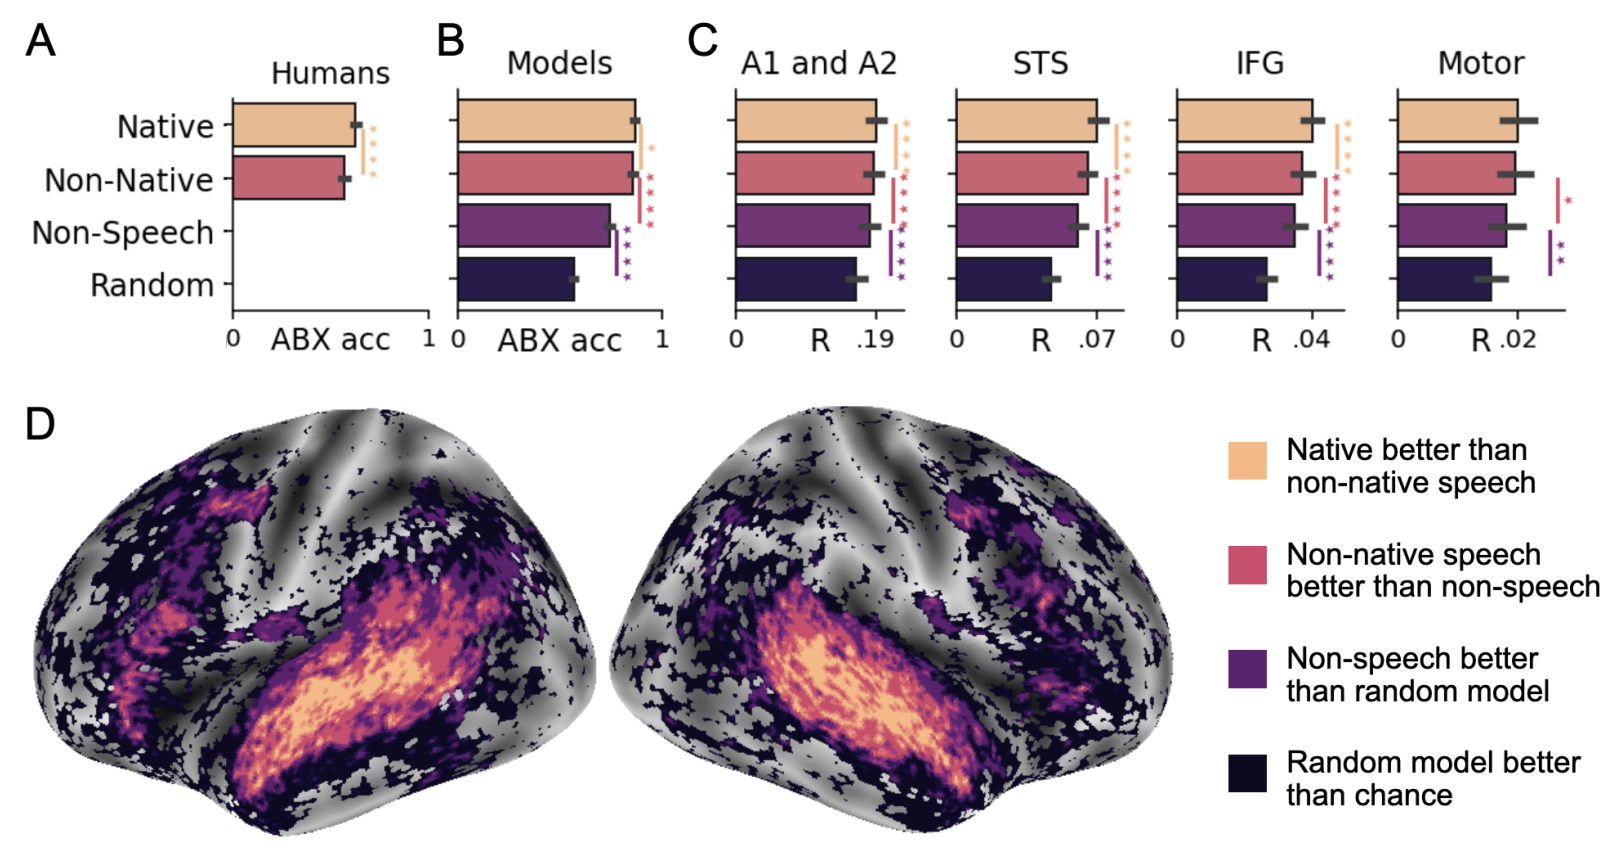 A
B
C
Humans
Models
A1 and A2
STS
IFG
Motor
Native
Non-Native
Non-Speech
Random
0 ABX acc 1
0 ABX acc 1
0 R .19
0 R .07
0 R .04
0 R .02
D
Native better than
non-native speech
Non-native speech
better than non-speech
Non-speech better
than random model
Random model better
than chance